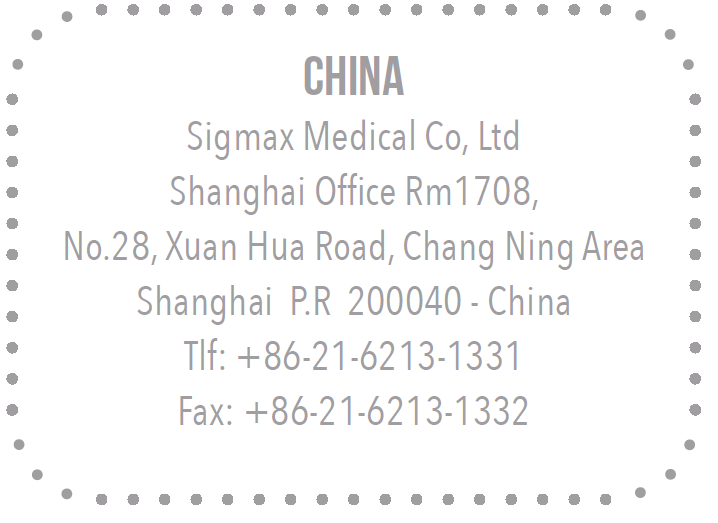 CHINA
Sigmax Medical Co, Ltd
Shanghai Office Rm1708,
No.28, Xuan Hua Road, Chang Ning Area
Shanghai  P.R  200040 - China
Tlf: +86-21-6213-1331
Fax: +86-21-6213-1332